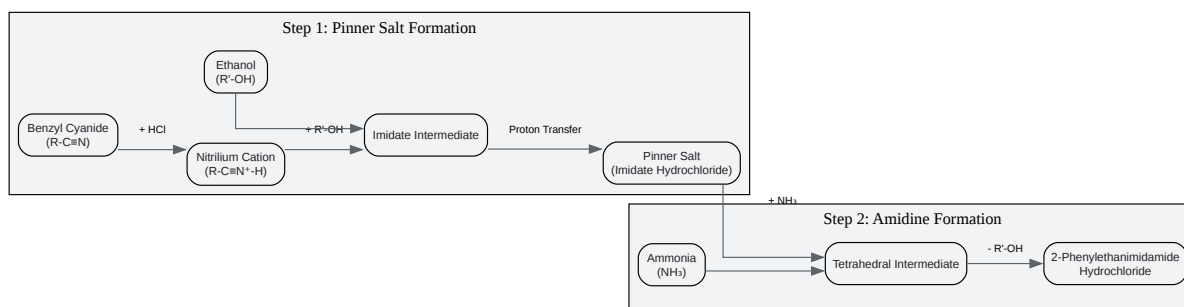 Step 1: Pinner Salt Formation
Ethanol
(R'-OH)
Benzyl Cyanide
(R-C≡N)
+ HCl
Nitrilium Cation
(R-C≡N⁺-H)
+ R'-OH
Imidate Intermediate
Proton Transfer
Pinner Salt
(Imidate Hydrochloride)
+ NH₃
Step 2: Amidine Formation
Ammonia
(NH₃)
Tetrahedral Intermediate
- R'-OH
2-Phenylethanimidamide
Hydrochloride